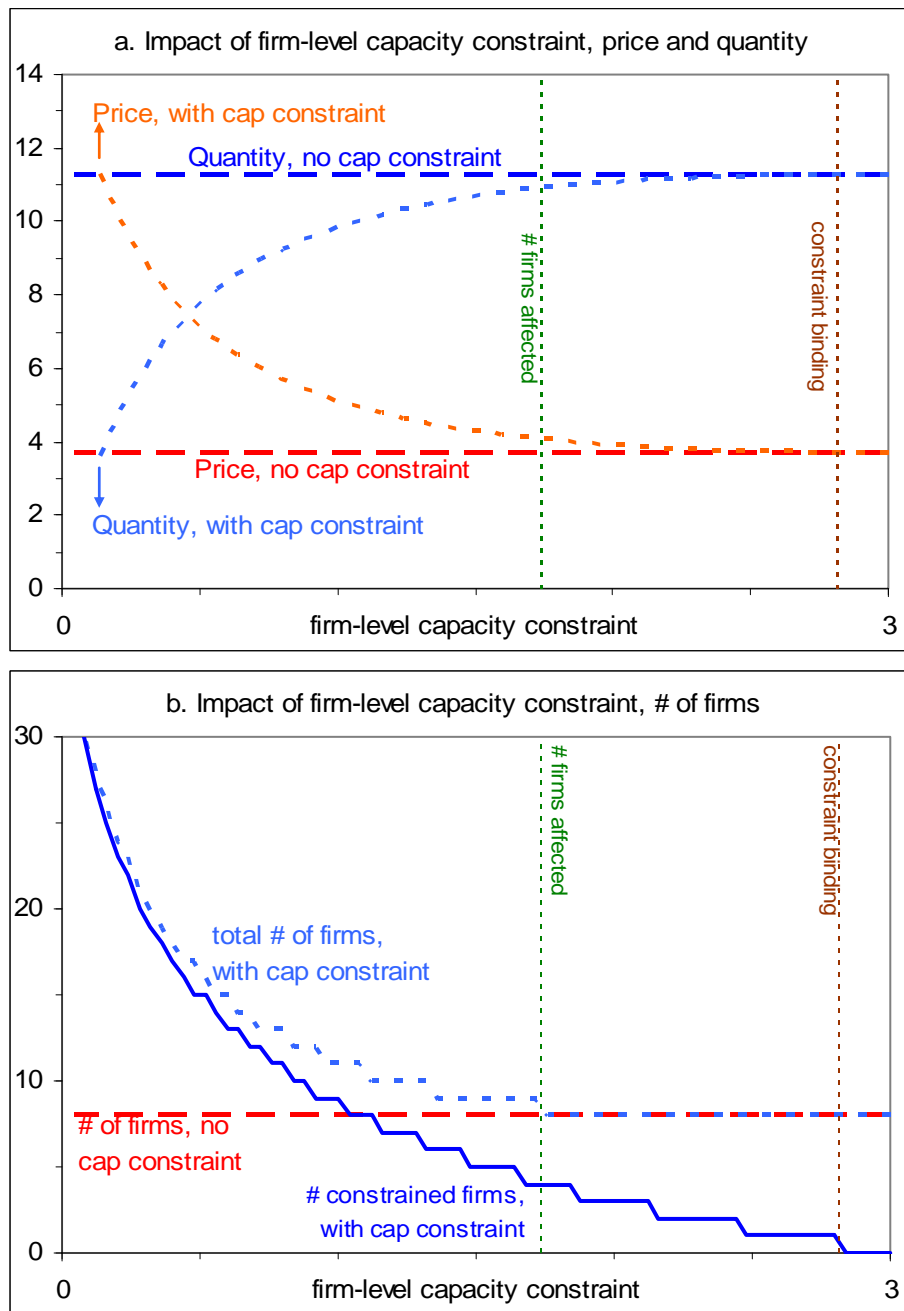 a. Impact of firm-level capacity constraint, price and quantity
14
Price, with cap constraint
12
Quantity, no cap constraint
10
# firms affected
constraint binding
8
6
4
Price, no cap constraint
2
Quantity, with cap constraint
0
0
firm-level capacity constraint
3
b. Impact of firm-level capacity constraint, # of firms
30
# firms affected
constraint binding
20
total # of firms,
with cap constraint
10
# of firms, no
cap constraint
# constrained firms,
with cap constraint
0
0
firm-level capacity constraint
3